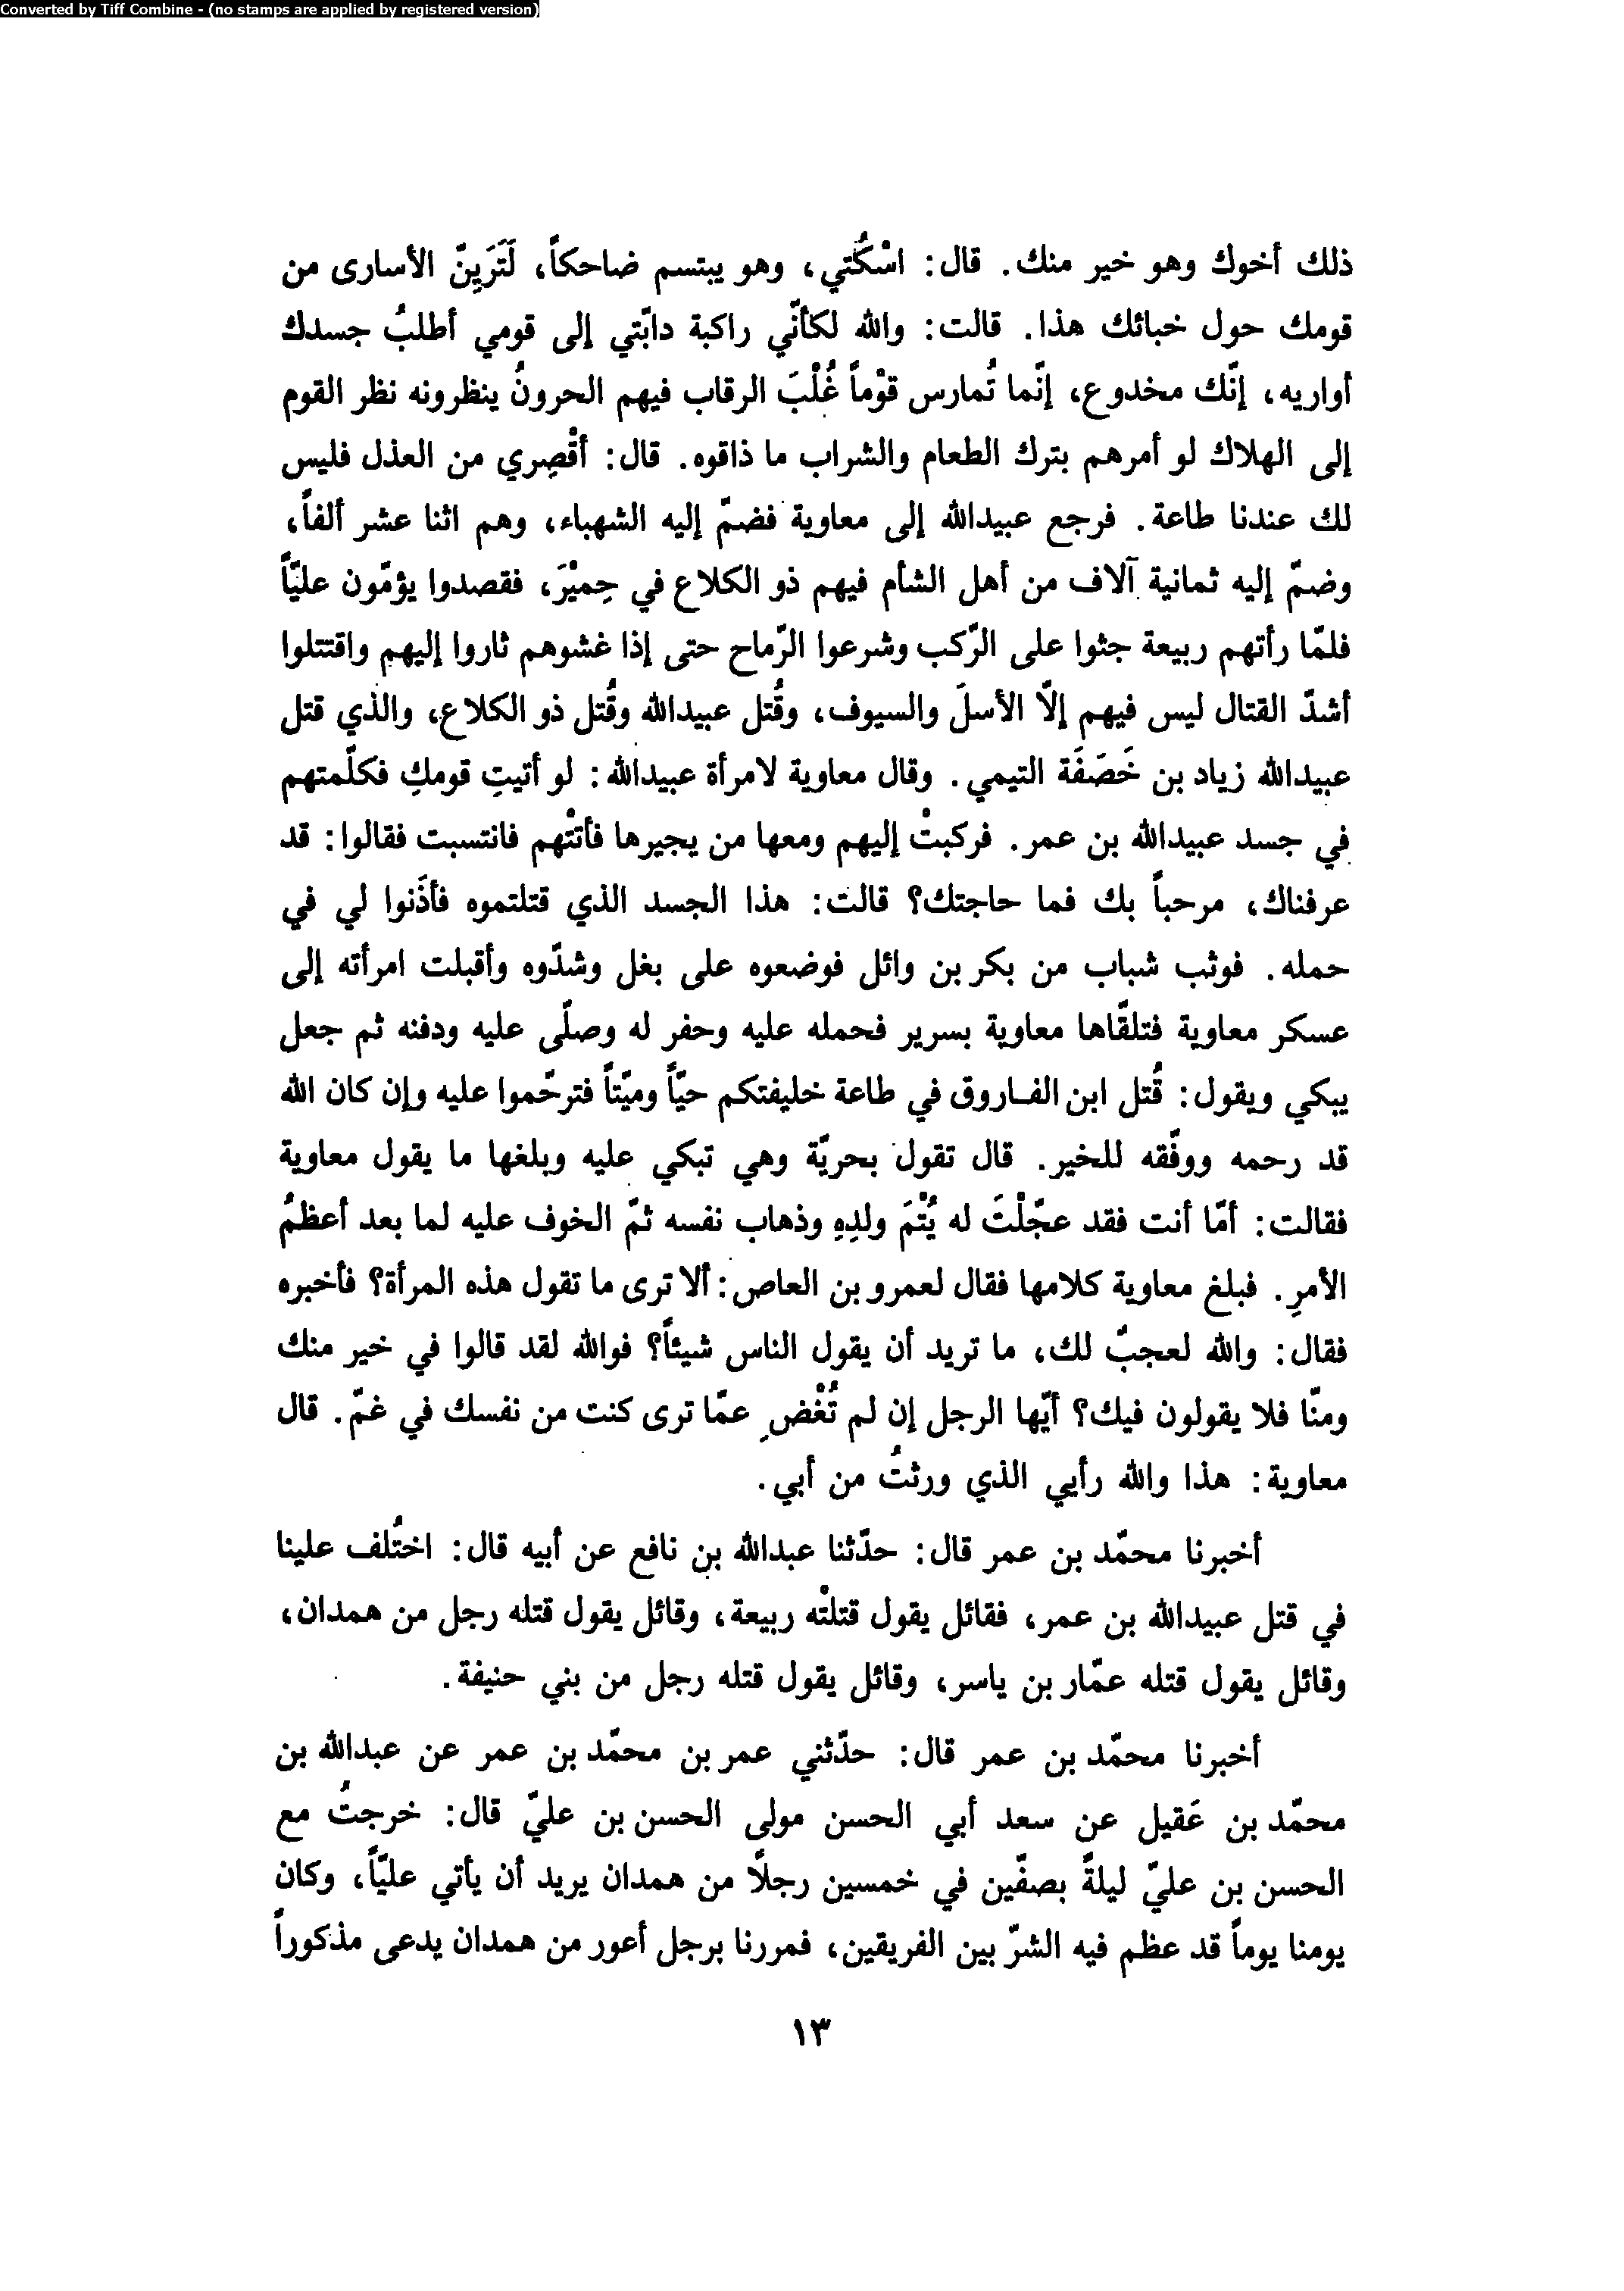 Converted by Tiff Combine - (no stamps are applied by registered version)
ذلك أخوك وهو خير منك. قال: اسْكُتي، وهو يبتسم ضاحكاً، لَتَرَيِنّ الأسارى من
قومك حول خبائك هذا. قالت: والله لكأنّي راكبة دابّتي إلى قومي أطلبُ جسدك
أواريه، إنّك مخدوع، إنّما تُمارس قوْماً غُلْبَ الرقاب فيهم الحرونُ ينظرونه نظر القوم
إلى الهلاك لو أمرهم بترك الطعام والشراب ما ذاقوه. قال: أقْصِري من العذل فليس
لك عندنا طاعة. فرجع عبيدالله إلى معاوية فضمّ إليه الشهباء، وهم اثنا عشر ألفاً،
وضمّ إليه ثمانية آلاف من أهل الشأم فيهم ذو الكلاع في حِمْيَرَ، فقصدوا يؤمّون عليّاً
فلمّا رأتهم ربيعة جثوا على الرّكب وشرعوا الرّماح حتى إذا غشوهم ثاروا إليهم واقتتلوا
أشدّ القتال ليس فيهم إلّا الأسلَ والسيوف، وقُتل عبيدالله وقُتل ذو الكلاع، والذي قتل
عبيدالله زياد بن خَصَفَة التيمي. وقال معاوية لامرأة عبيدالله: لو أتيتِ قومكِ فكلّمتهم
في جسد عبيدالله بن عمر. فركبتْ إليهم ومعها من يجيرها فأتتْهم فانتسبت فقالوا: قد
عرفناك، مرحباً بك فما حاجتك؟ قالت: هذا الجسد الذي قتلتموه فأذَنوا لي في
حمله. فوثب شباب من بكر بن وائل فوضعوه على بغل وشدّوه وأقبلت امرأته إلى
عسكر معاوية فتلقّاها معاوية بسرير فحمله عليه وحفر له وصلّى عليه ودفنه ثم جعل
يبكي ويقول: قُتل ابن الفاروق في طاعة خليفتكم حيّاً وميّتاً فترحّموا عليه وإن كان الله
قد رحمه ووفّقه للخير. قال تقول بحريّة وهي تبكي عليه وبلغها ما يقول معاوية
فقالت: أمّا أنت فقد عجّلْتَ له يُتْمَ ولدِهِ وذهاب نفسه ثمّ الخوف عليه لما بعد أعظمُ
الأمرِ. فبلغ معاوية كلامها فقال لعمرو بن العاص: ألا ترى ما تقول هذه المرأة؟ فأخبره
فقال: والله لعجبٌ لك، ما تريد أن يقول الناس شيئاً؟ فوالله لقد قالوا في خير منك
ومنّا فلا يقولون فيك؟ أيّها الرجل إن لم تُغْضِ عمّا ترى كنت من نفسك في غمّ. قال
معاوية: هذا والله رأيي الذي ورثتُ من أبي.
أخبرنا محمّد بن عمر قال: حدّثنا عبدالله بن نافع عن أبيه قال: اختُلف علينا
في قتل عبيدالله بن عمر، فقائل يقول قتلتْه ربيعة، وقائل يقول قتله رجل من همدان،
وقائل يقول قتله عمّار بن ياسر، وقائل يقول قتله رجل من بني حنيفة.
أخبرنا محمّد بن عمر قال: حدّثني عمر بن محمّد بن عمر عن عبدالله بن
محمّد بن عَقيل عن سعد أبي الحسن مولى الحسن بن عليّ قال: خرجتُ مع
الحسن بن عليّ ليلةً بصفّين في خمسين رجلًا من همدان يريد أن يأتي عليّاً، وكان
يومنا يوماً قد عظم فيه الشرّ بين الفريقين، فمررنا برجل أعور من همدان يدعى مذكوراً
١٣